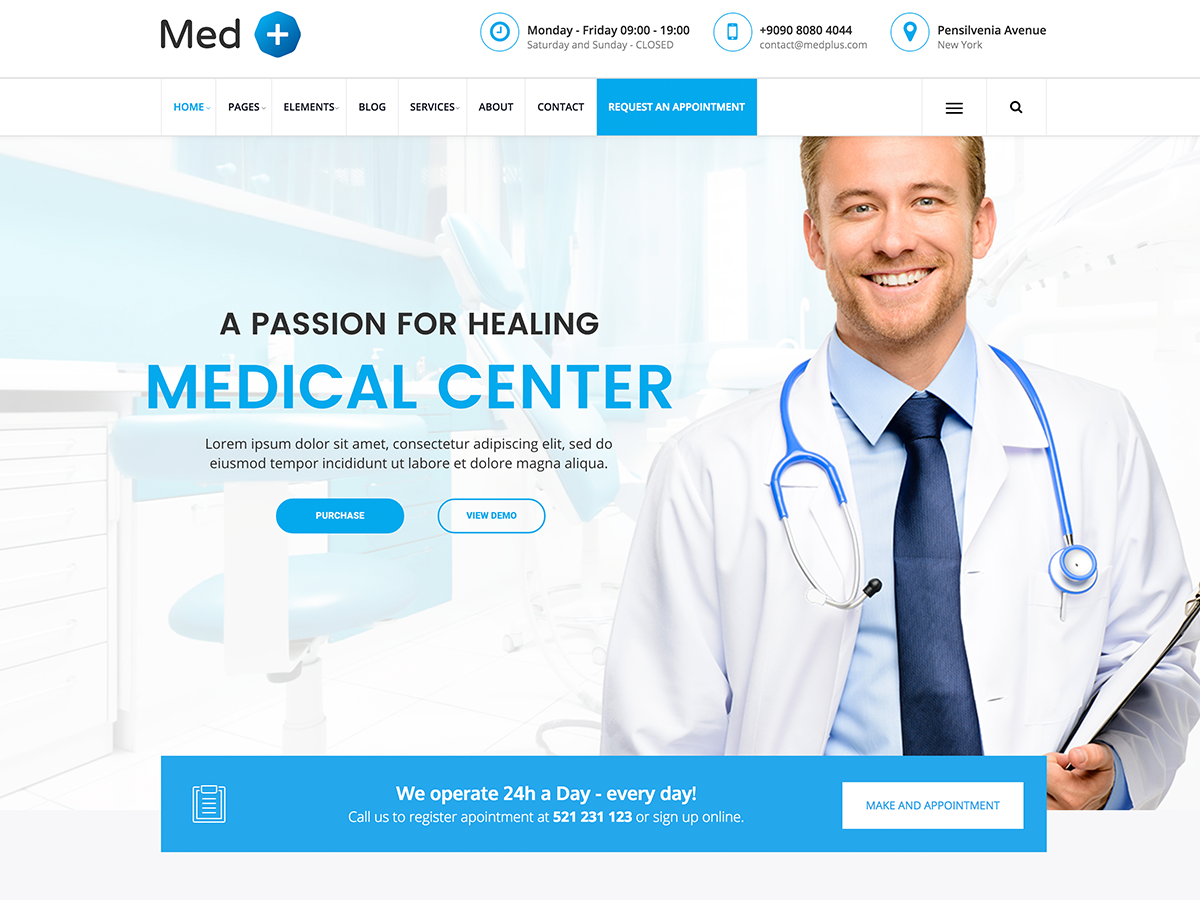 Med +
Monday - Friday 09:00 - 19:00
Saturday and Sunday - CLOSED
+9090 8080 4044
contact@medplus.com
Pensilvenia Avenue
New York
HOME
PAGES
ELEMENTS
BLOG
SERVICES
ABOUT
CONTACT
REQUEST AN APPOINTMENT
A PASSION FOR HEALING
MEDICAL CENTER
Lorem ipsum dolor sit amet, consectetur adipiscing elit, sed do
eiusmod tempor incididunt ut labore et dolore magna aliqua.
PURCHASE
VIEW DEMO
We operate 24h a Day - every day!
Call us to register apointment at 521 231 123 or sign up online.
MAKE AND APPOINTMENT